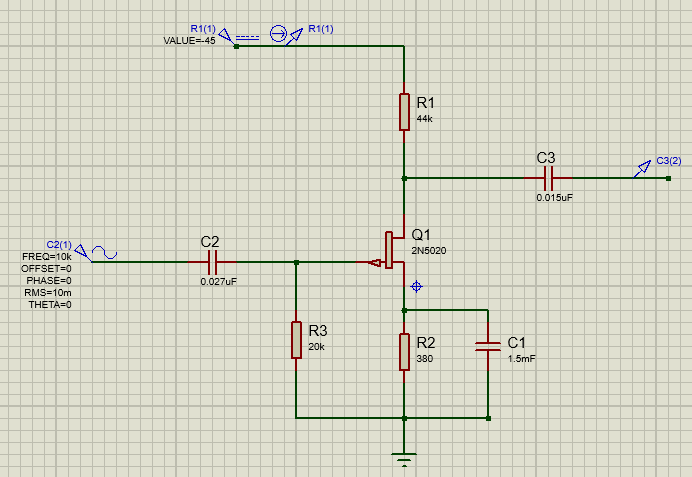 R1(1)
VALUE=-45
R1(1)
R1
44k
C3
0.015uF
C3(2)
C2(1)
FREQ=10k
OFFSET=0
PHASE=0
RMS=10m
THETA=0
C2
0.027uF
Q1
2N5020
R3
20k
R2
380
C1
1.5mF